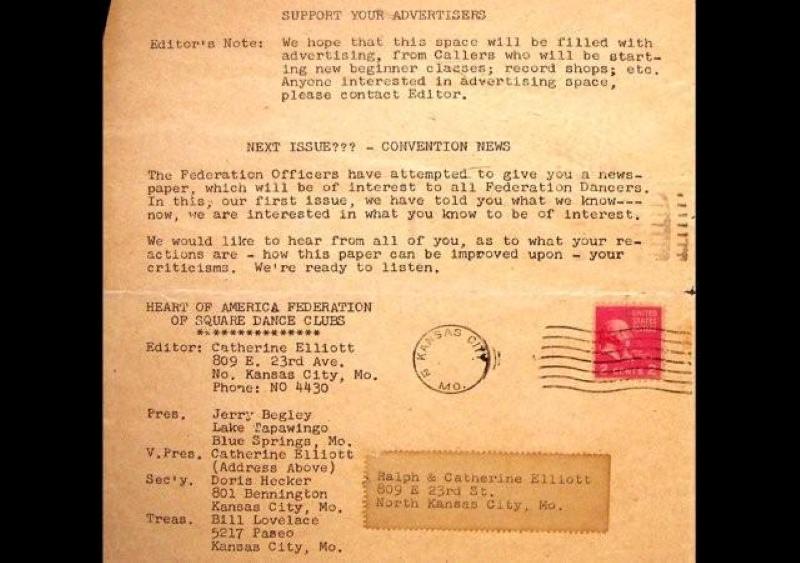 SUPPORT YOUR ADVERTISERS
Editor's Note: We hope that this space will be filled with
advertising, from Callers who will be start-
ing new beginner classes; record shops; etc.
Anyone interested in advertising space,
please contact Editor.
NEXT ISSUE??? - CONVENTION NEWS
The Federation Officers have attempted to give you a news-
paper, which will be of interest to all Federation Dancers.
In this, our first issue, we have told you what we know---
now, we are interested in what you know to be of interest.
We would like to hear from all of you, as to what your re-
actions are - how this paper can be improved upon - your
criticisms. We're ready to listen.
HEART OF AMERICA FEDERATION
OF SQUARE DANCE CLUBS
****************
Editor: Catherine Elliott
809 E. 23rd Ave.
No. Kansas City, Mo.
Phone: NO 4430
Pres. Jerry Begley
Lake Tapawingo
Blue Springs, Mo.
V.Pres. Catherine Elliott
(Address Above)
Sec'y. Doris Hecker
801 Bennington
Kansas City, Mo.
Treas. Bill Lovelace
5217 Paseo
Kansas City, Mo.
KANSAS CITY
MO.
UNITED
STATES
2 CENTS 2
Ralph & Catherine Elliott
809 E 23rd St.
North Kansas City, Mo.